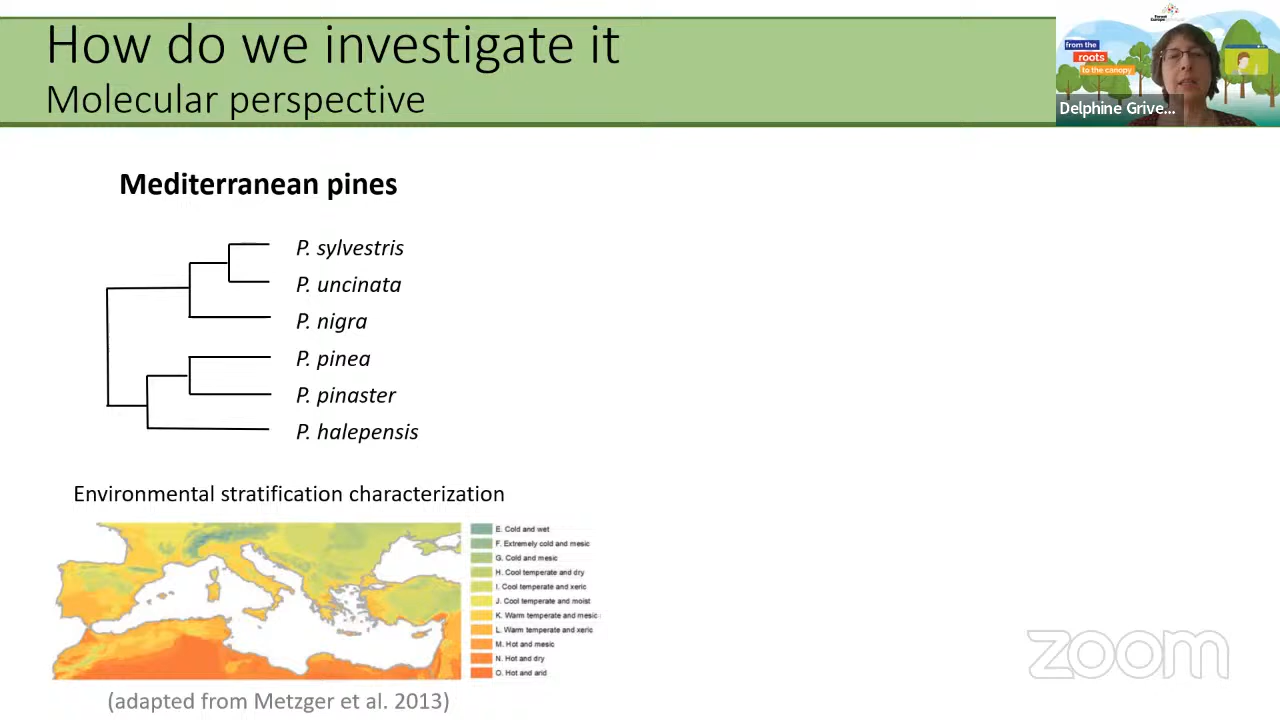 How do we investigate it
Molecular perspective
Forest
Europe
from the
roots
to the canopy
Delphine Grive...
Mediterranean pines
P. sylvestris
P. uncinata
P. nigra
P. pinea
P. pinaster
P. halepensis
Environmental stratification characterization
E. Cold and wet
F. Extremely cold and mesic
G. Cold and mesic
H. Cool temperate and dry
I. Cool temperate and xeric
J. Cool temperate and moist
K. Warm temperate and mesic
L. Warm temperate and xeric
M. Hot and mesic
N. Hot and dry
O. Hot and arid
(adapted from Metzger et al. 2013)
zoom